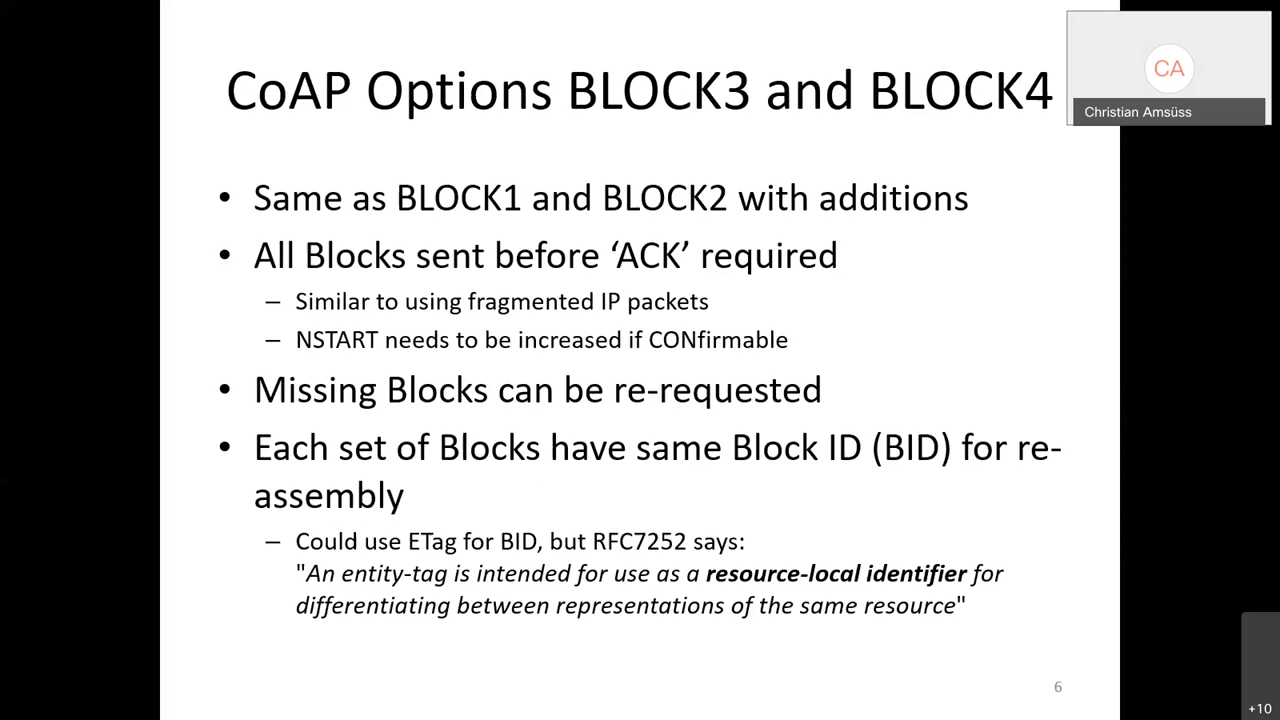 CoAP Options BLOCK3 and BLOCK4
CA
Christian Amsüss
• Same as BLOCK1 and BLOCK2 with additions
• All Blocks sent before ‘ACK’ required
– Similar to using fragmented IP packets
– NSTART needs to be increased if CONfirmable
• Missing Blocks can be re-requested
• Each set of Blocks have same Block ID (BID) for re-
assembly
– Could use ETag for BID, but RFC7252 says:
"An entity-tag is intended for use as a resource-local identifier for
differentiating between representations of the same resource"
6
+10